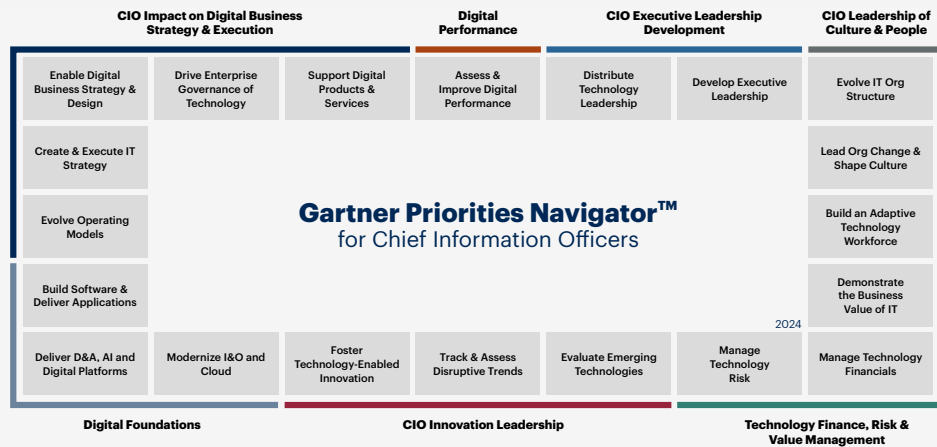 CIO Impact on Digital Business
Strategy & Execution
Digital
Performance
CIO Executive Leadership
Development
CIO Leadership of
Culture & People
Enable Digital
Business Strategy &
Design
Drive Enterprise
Governance of
Technology
Support Digital
Products &
Services
Assess &
Improve Digital
Performance
Distribute
Technology
Leadership
Develop Executive
Leadership
Evolve IT Org
Structure
Create & Execute IT
Strategy
Lead Org Change &
Shape Culture
Evolve Operating
Models
Gartner Priorities Navigator™
for Chief Information Officers
Build an Adaptive
Technology
Workforce
Build Software &
Deliver Applications
Demonstrate
the Business
Value of IT
2024
Deliver D&A, AI and
Digital Platforms
Modernize I&O and
Cloud
Foster
Technology-Enabled
Innovation
Track & Assess
Disruptive Trends
Evaluate Emerging
Technologies
Manage
Technology
Risk
Manage Technology
Financials
Digital Foundations
CIO Innovation Leadership
Technology Finance, Risk &
Value Management